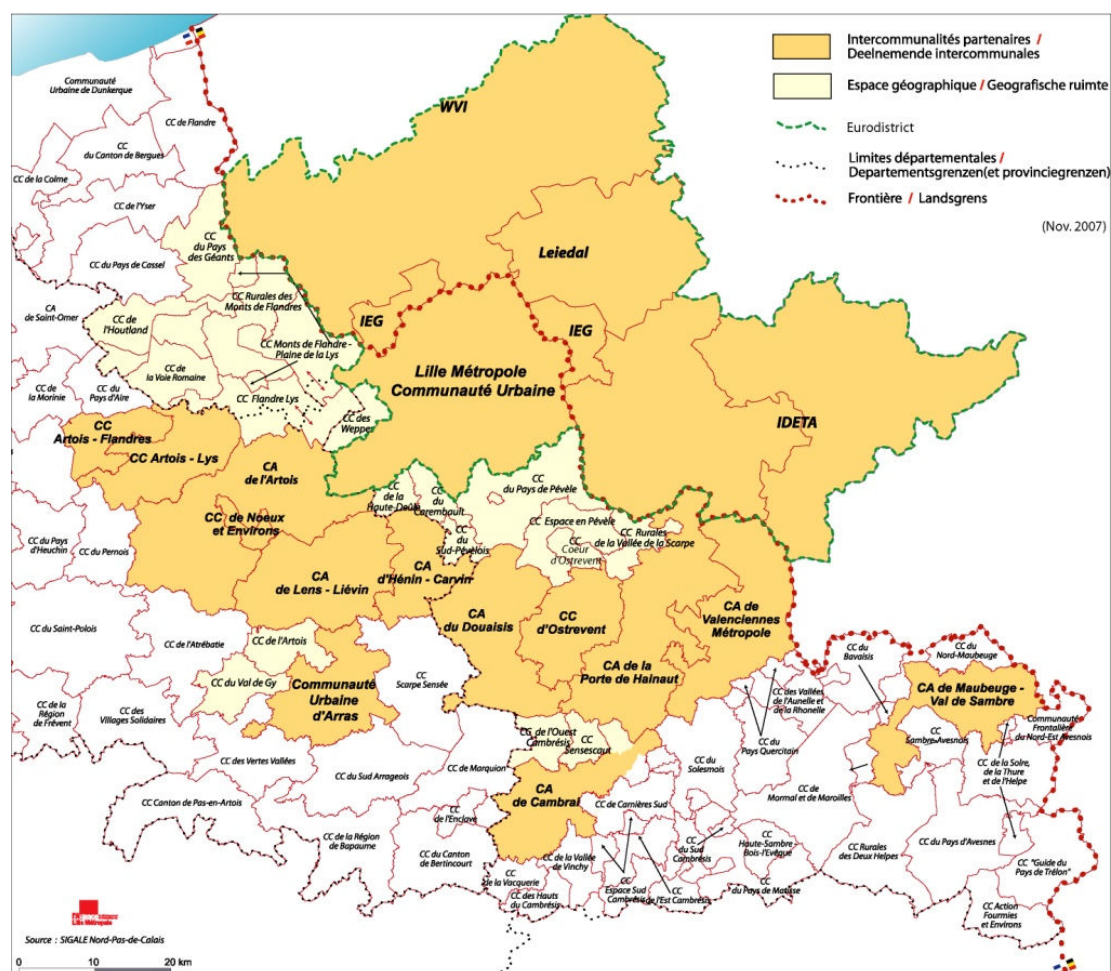 Intercommunalités partenaires /
Deelnemende intercommunales
Espace géographique / Geografische ruimte
Eurodistrict
Limites départementales /
Departementsgrenzen(et provinciegrenzen)
Frontière / Landsgrens
(Nov. 2007)
Communauté
Urbaine de Dunkerque
CC de Flandre
CC
du Canton de Bergues
CC de la Colme
CC de l'Yser
CC du Pays de Cassel
CC
du Pays
des Géants
WVI
Leiedal
IEG
IEG
CC Rurales des
Monts de Flandres
CA
de Saint-Omer
CC de
l'Houtland
CC Monts de Flandre -
Plaine de la Lys
CC de
la Voie Romaine
Lille Métropole
Communauté Urbaine
CC de
la Morinie
CC du
Pays d'Aire
CC Flandre Lys
CC des
Weppes
IDETA
CC
Artois - Flandres
CC Artois - Lys
CA
de l'Artois
CC
de la
Haute-Deûle
CC
du
Carembault
CC
du Pays de Pévèle
CC de Noeux
et Environs
CC
du
Sud-Pévèlois
CC Espace en Pévèle
CC Rurales
de la Vallée de la Scarpe
CC
Coeur
d'Ostrevent
CC du Pays
d'Heuchin
CC du Pernois
CA
de Lens - Liévin
CA
d'Hénin - Carvin
CA
du Douaisis
CC
d'Ostrevent
CA de
Valenciennes
Métropole
CC du Saint-Polois
CC de l'Atrébatie
CC de l'Artois
CC du Val de Gy
CC
Scarpe Sensée
CA de la
Porte de Hainaut
CC du
Bavaisis
CC du
Nord-Maubeuge
CA de Maubeuge -
Val de Sambre
Communauté
Urbaine
d'Arras
CC de la
Région
de Frévent
CC des
Villages Solidaires
CC des Vallées
de l'Aunelle et
de la Rhonelle
CC du
Pays Quercitain
CC
Sambre-Avesnois
Communauté
Frontalière
du Nord-Est Avesnois
CC de l'Ouest
Cambrésis
CC
Sensescaut
CC des Vertes Vallées
CC du Sud Arrageois
CC de Marquion
CC du
Solesmois
CC de la Solre,
de la Thure
et de l'Helpe
CA
de Cambrai
CC de
Mormal et de Maroilles
CC Canton de Pas-en-Artois
CC
de l'Enclave
CC de Carnières Sud
CC de la Région
de Bapaume
CC du Canton
de Bertincourt
CC
du Sud
Cambrésis
CC
Haute-Sambre
Bois-l'Evêque
CC Rurales
des Deux Helpes
CC du Pays d'Avesnes
CC de la Vallée
de Vinchy
CC
de la Vacquerie
CC des Hauts
du Cambrésis
CC
Espace Sud
Cambrésis
CC
de l'Est Cambrésis
CC
du Pays de Matisse
CC "Guide du
Pays de Trélon"
CC Action
Fourmies
et Environs
Lille Métropole
Source : SIGALE Nord-Pas-de-Calais
0 10 20 km